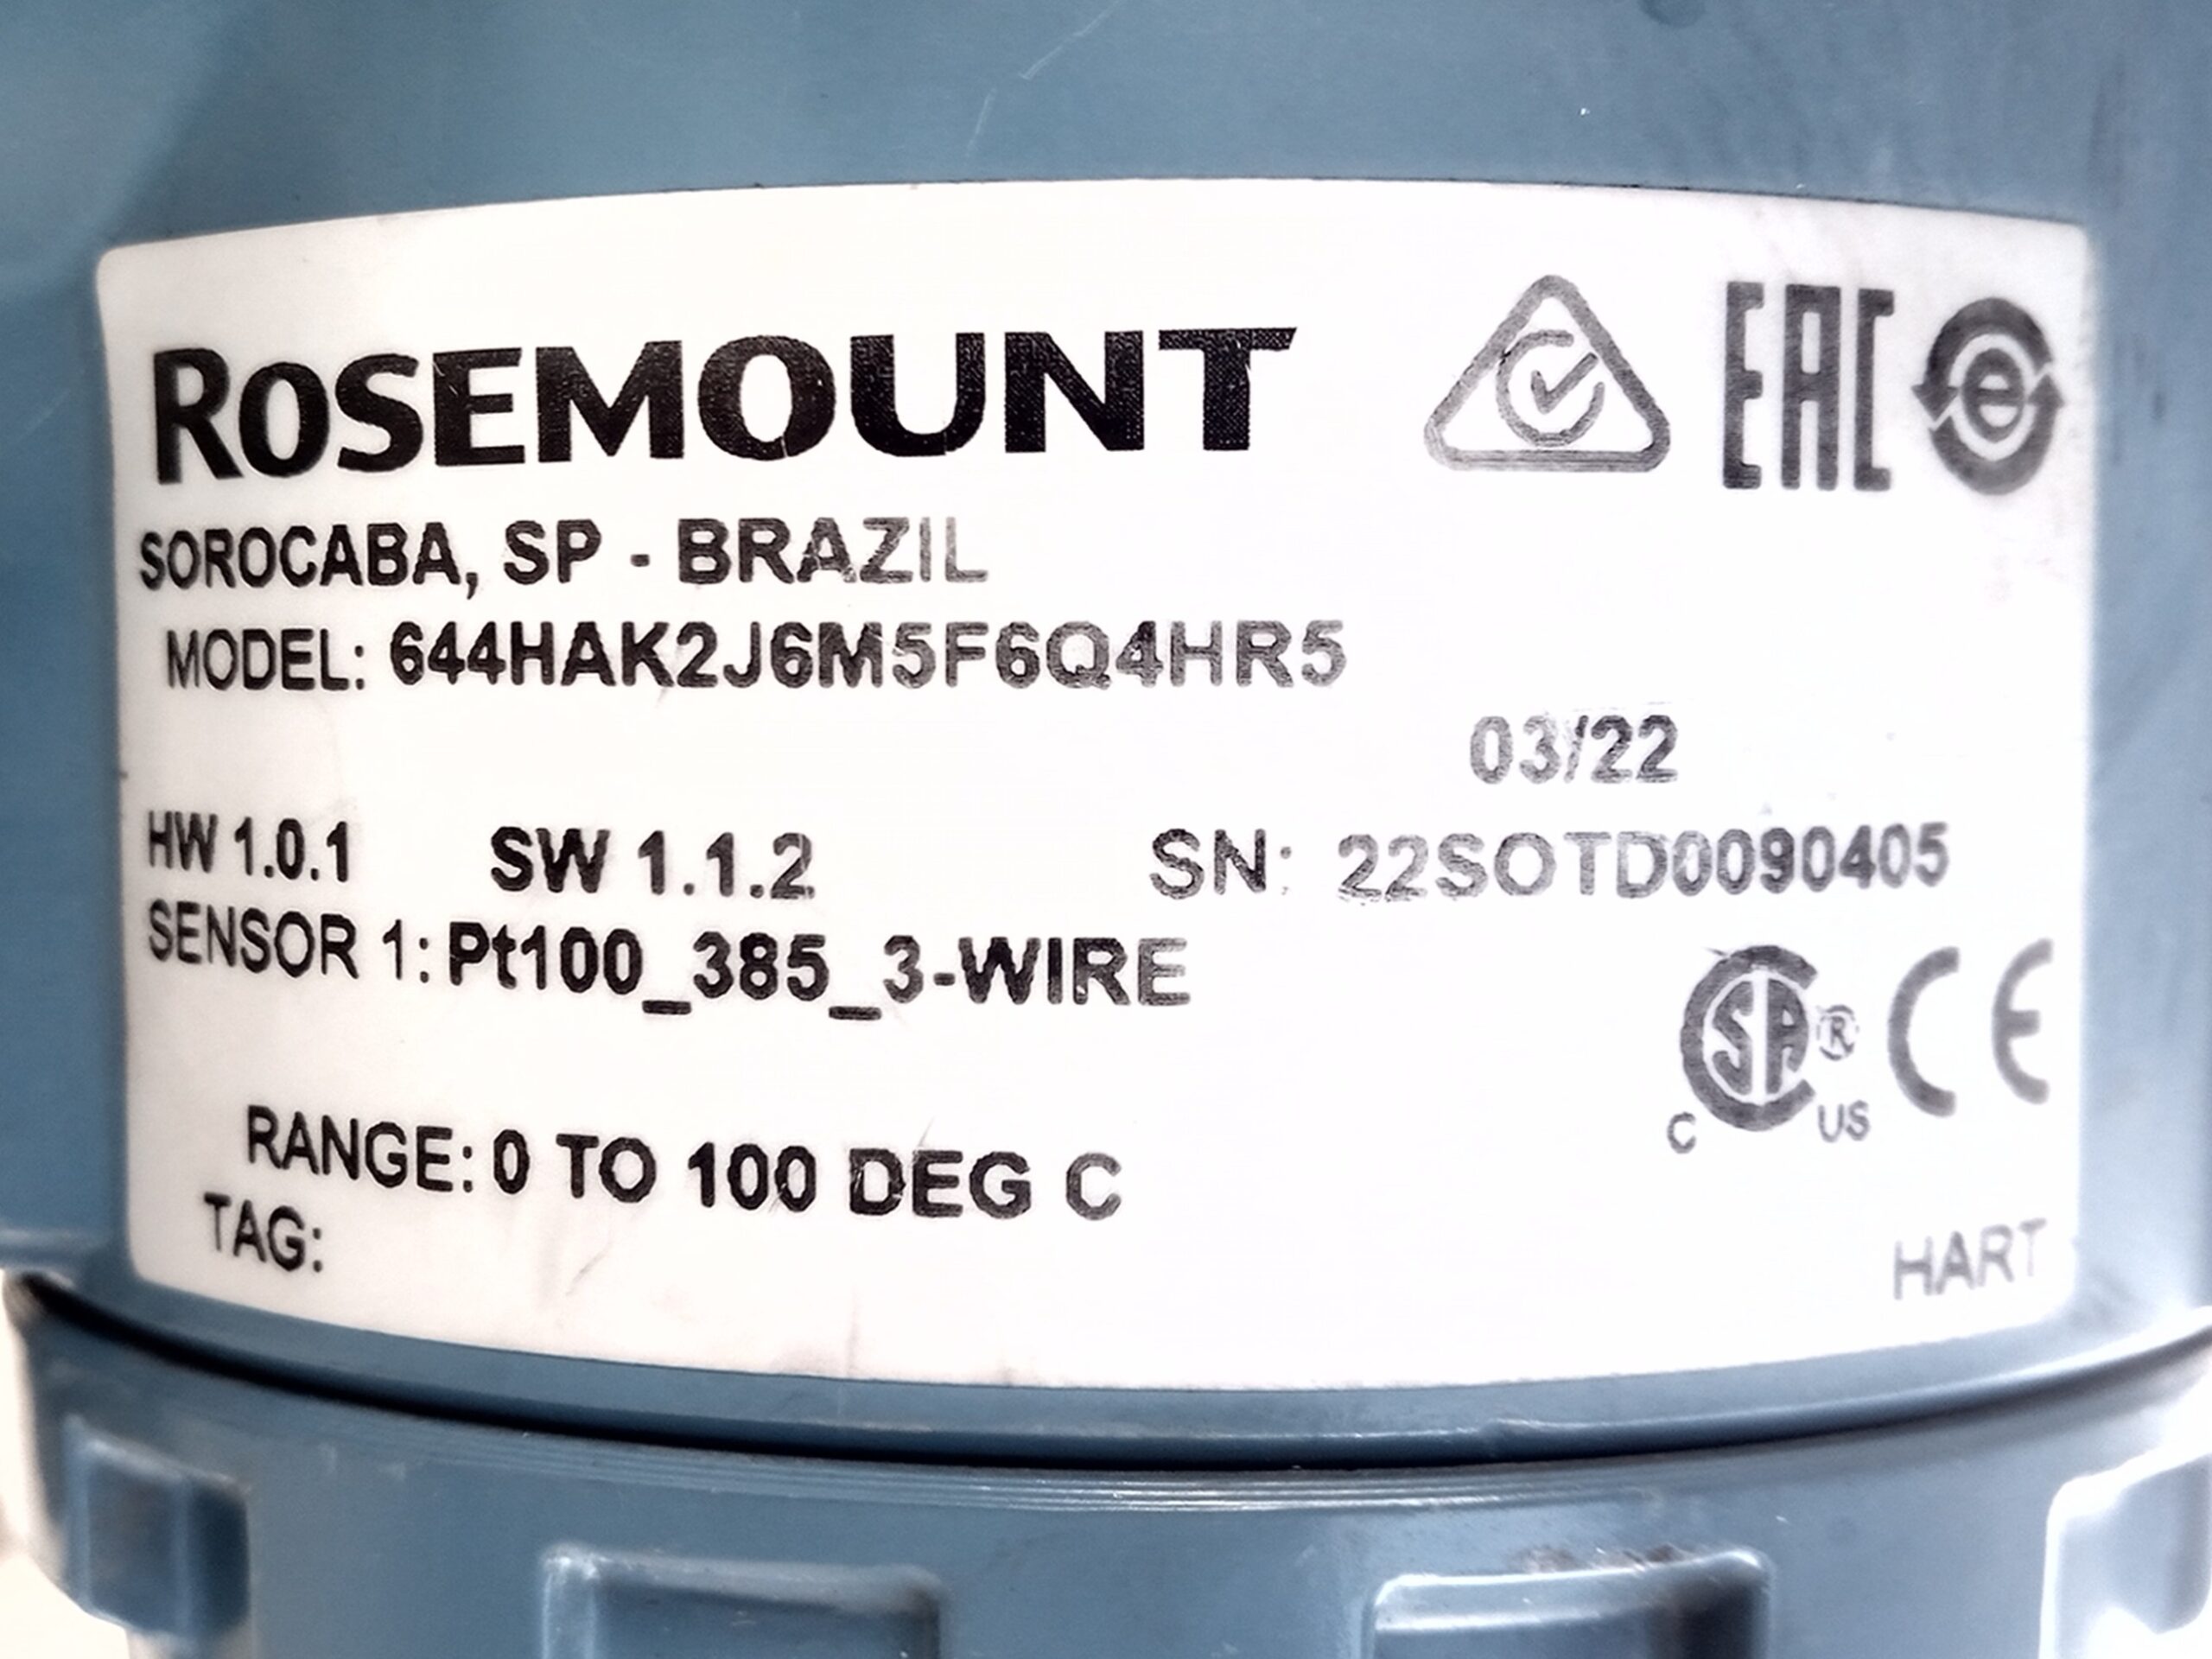 ROSEMOUNT
EAC e
SOROCABA, SP - BRAZIL
MODEL: 644HAK2J6M5F6Q4HR5
03/22
HW 1.0.1 SW 1.1.2 SN: 22SOTD0090405
SENSOR 1: Pt100_385_3-WIRE
C SA ® US CE
RANGE: 0 TO 100 DEG C
TAG:
HART